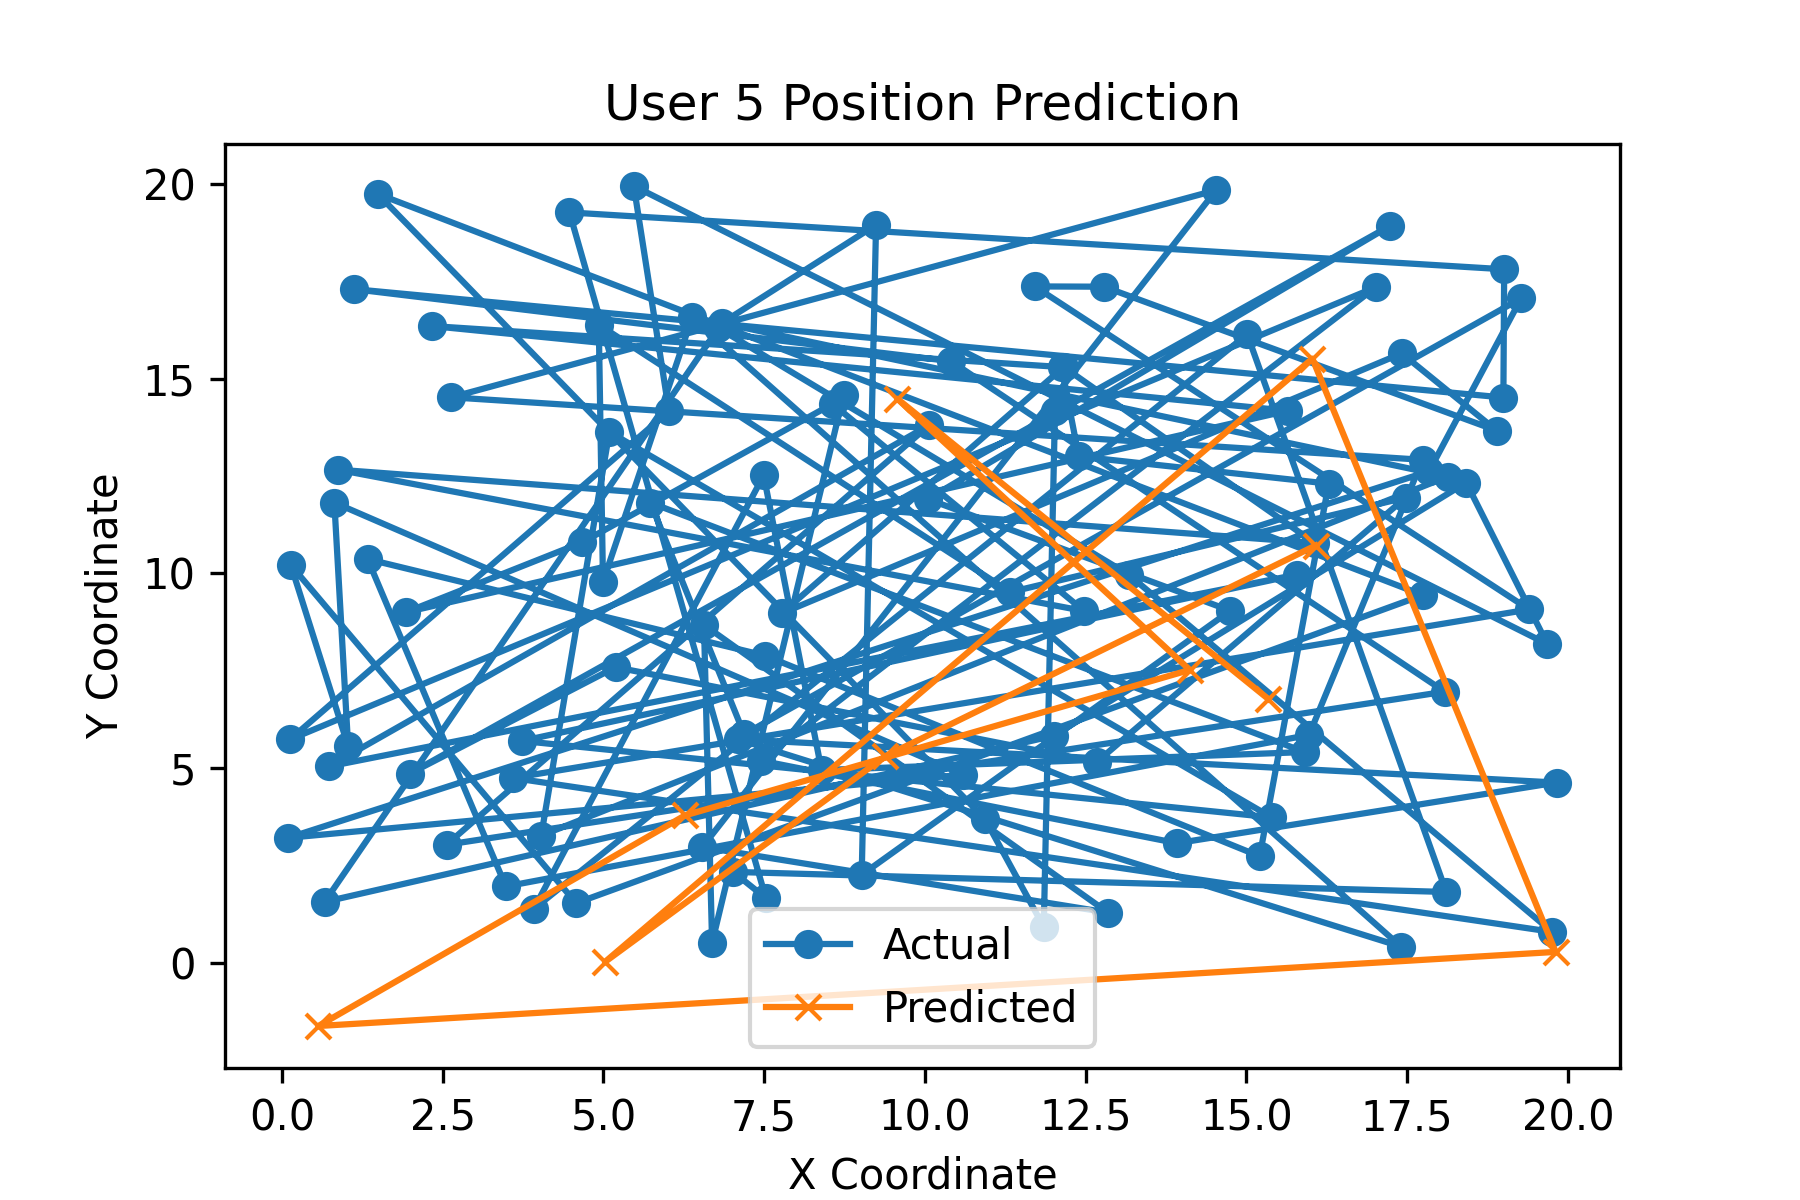 User 5 Position Prediction
Y Coordinate
20
15
10
5
0
Actual
Predicted
0.0 2.5 5.0 7.5 10.0 12.5 15.0 17.5 20.0
X Coordinate